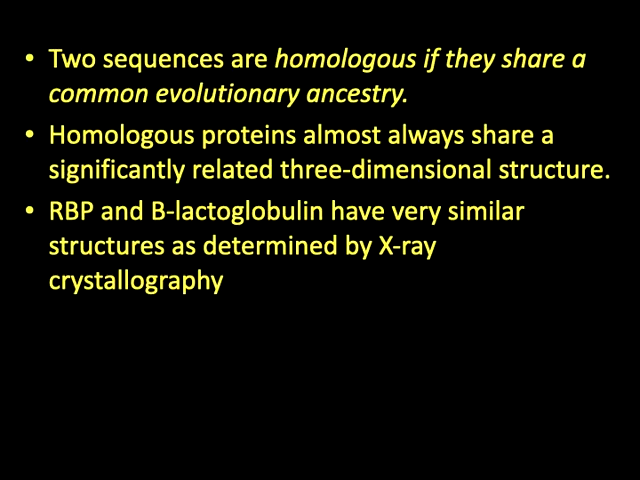 • Two sequences are homologous if they share a
common evolutionary ancestry.
• Homologous proteins almost always share a
significantly related three-dimensional structure.
• RBP and B-lactoglobulin have very similar
structures as determined by X-ray
crystallography